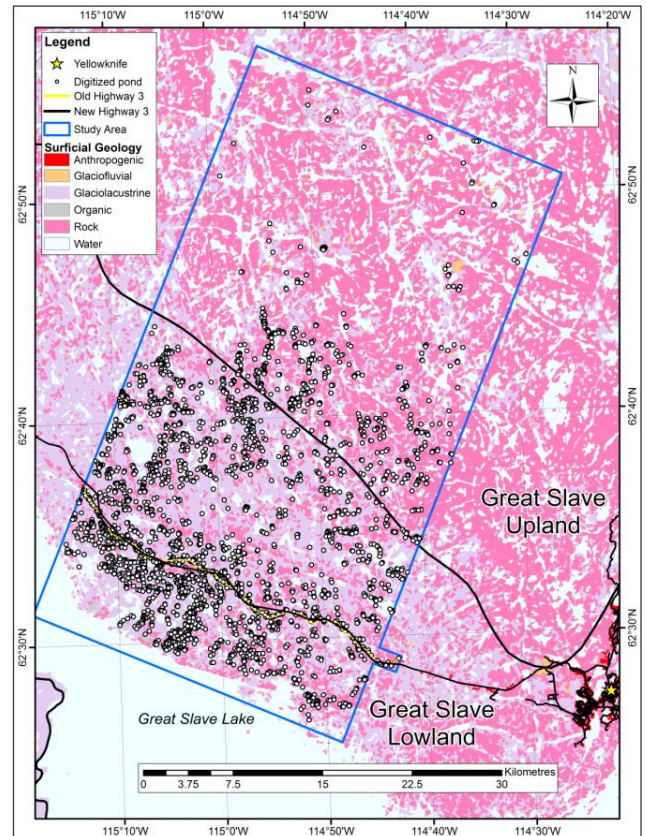 115°10'W 115°0'W 114°50'W 114°40'W 114°30'W 114°20'W
Legend
Yellowknife
Digitized pond
Old Highway 3
New Highway 3
Study Area
Surficial Geology
Anthropogenic
Glaciofluvial
Glaciolacustrine
Organic
Rock
Water
N
62°50'N
62°50'N
62°40'N
62°40'N
62°30'N
62°30'N
Great Slave
Upland
Great Slave Lake
Great Slave
Lowland
Kilometres
0 3.75 7.5 15 22.5 30
115°10'W 115°0'W 114°50'W 114°40'W 114°30'W